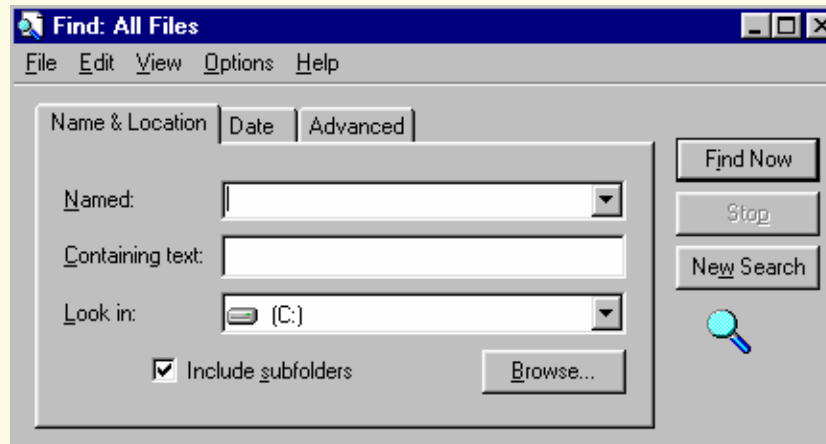 Find: All Files
File Edit View Options Help
Name & Location Date Advanced
Named:
Containing text:
Look in: (C:)
Include subfolders Browse...
Find Now
Stop
New Search